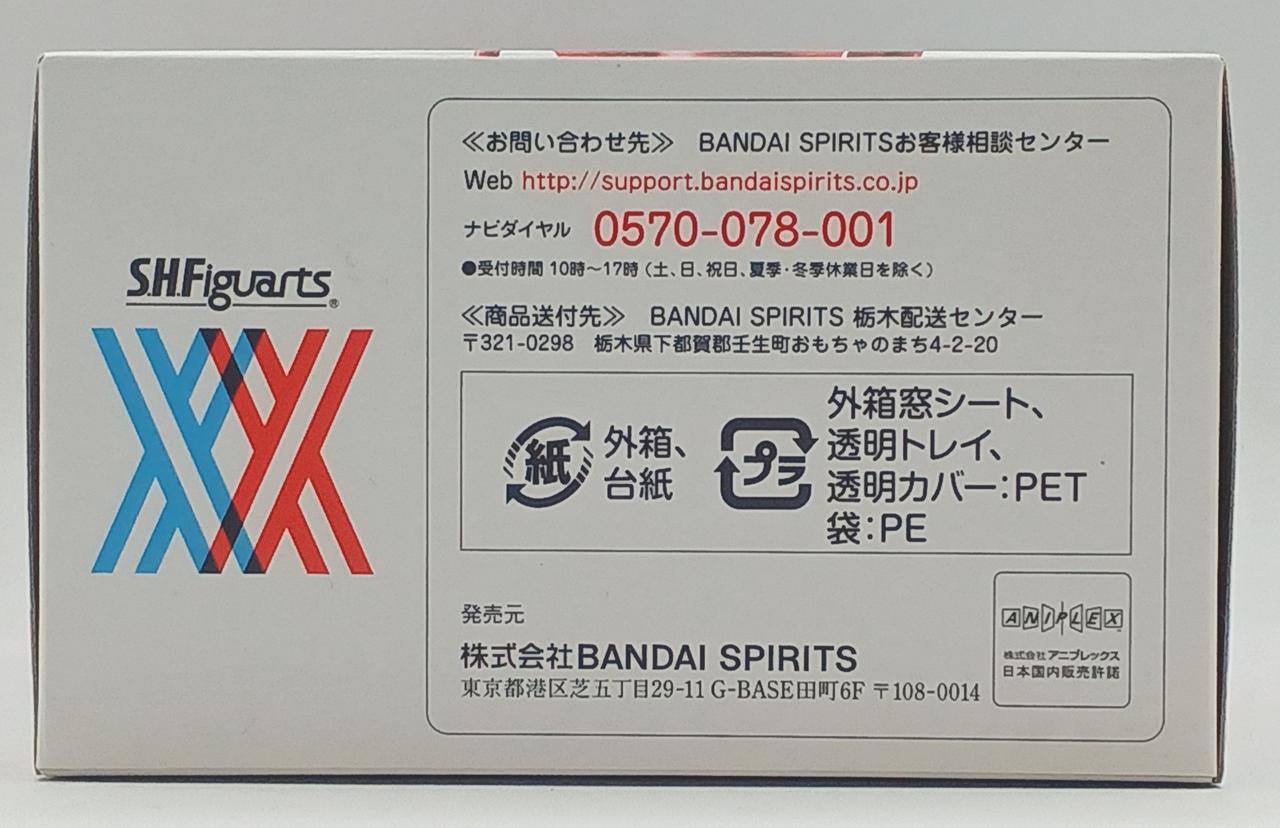 S.H.Figuarts®
≪お問い合わせ先≫ BANDAI SPIRITSお客様相談センター
Web http://support.bandaispirits.co.jp
ナビダイヤル 0570-078-001
●受付時間 10時～17時（土、日、祝日、夏季・冬季休業日を除く）
≪商品送付先≫ BANDAI SPIRITS 栃木配送センター
〒321-0298 栃木県下都賀郡壬生町おもちゃのまち4-2-20
紙
外箱、
台紙
プラ
外箱窓シート、
透明トレイ、
透明カバー：PET
袋：PE
発売元
株式会社BANDAI SPIRITS
東京都港区芝五丁目29-11 G-BASE田町6F 〒108-0014
ANIPLEX™
株式会社アニプレックス
日本国内販売許諾